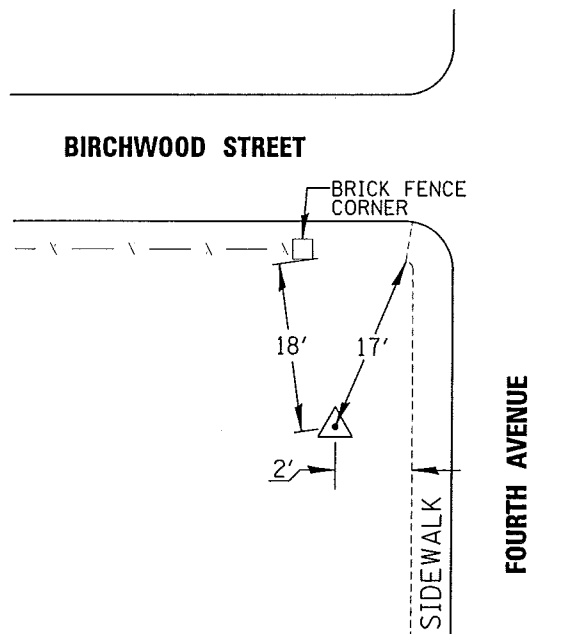 BIRCHWOOD STREET
BRICK FENCE
CORNER
18'
17'
2'
SIDEWALK
FOURTH AVENUE